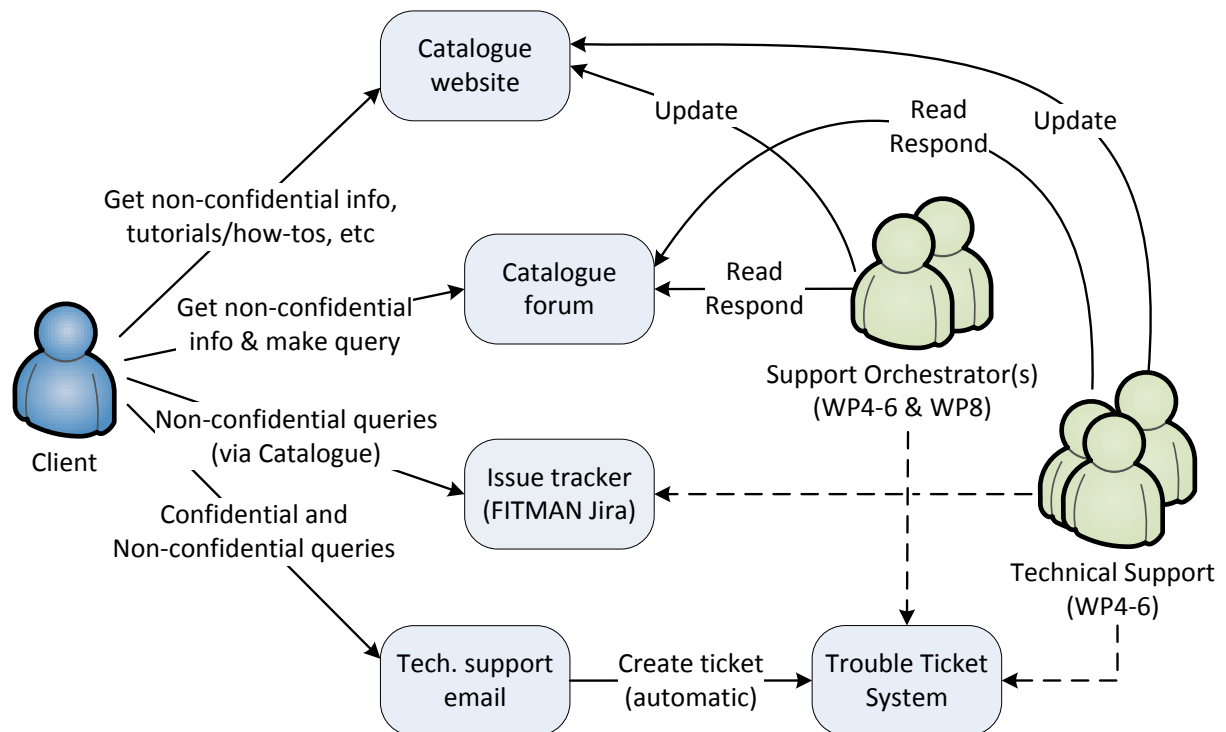 Catalogue
website
Update
Read
Respond
Update
Get non-confidential info,
tutorials/how-tos, etc
Catalogue
forum
Read
Respond
Get non-confidential
info & make query
Support Orchestrator(s)
(WP4-6 & WP8)
Client
Non-confidential queries
(via Catalogue)
Issue tracker
(FITMAN Jira)
Confidential and
Non-confidential queries
Technical Support
(WP4-6)
Tech. support
email
Create ticket
(automatic)
Trouble Ticket
System